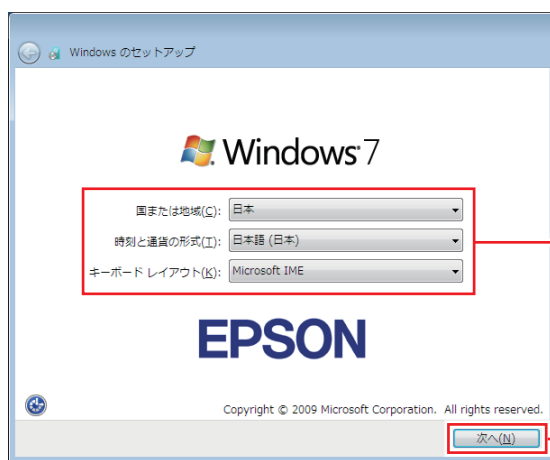 Windows のセットアップ
Windows 7
国または地域(C): 日本
時刻と通貨の形式(T): 日本語 (日本)
キーボード レイアウト(K): Microsoft IME
EPSON
Copyright © 2009 Microsoft Corporation. All rights reserved.
次へ(N)